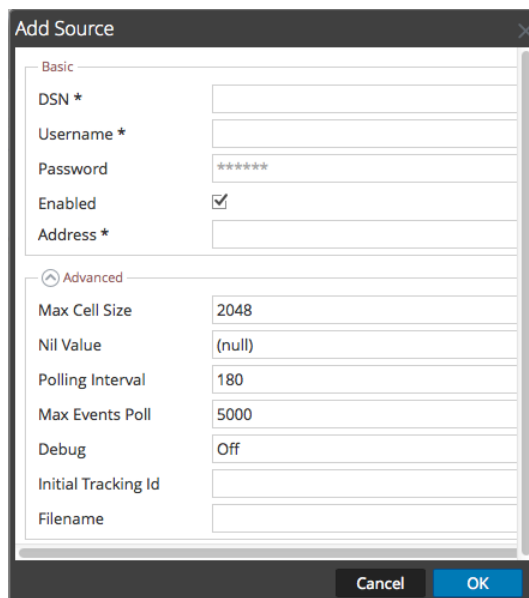 Add Source
Basic
DSN *
Username *
Password ******
Enabled
Address *
Advanced
Max Cell Size 2048
Nil Value (null)
Polling Interval 180
Max Events Poll 5000
Debug Off
Initial Tracking Id
Filename
Cancel OK